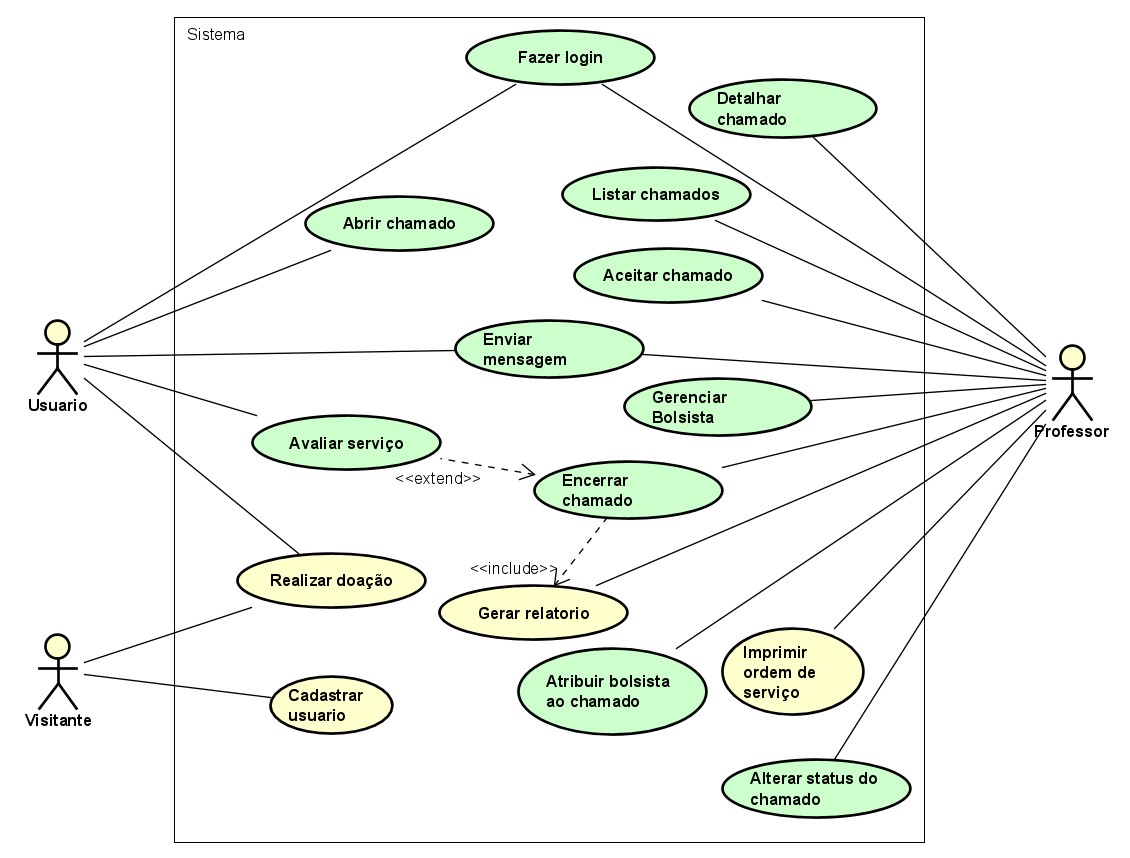 Sistema
Fazer login
Detalhar
chamado
Listar chamados
Abrir chamado
Aceitar chamado
Enviar
mensagem
Gerenciar
Bolsista
Usuario
Professor
Avaliar serviço
<<extend>>
Encerrar
chamado
<<include>>
Realizar doação
Gerar relatorio
Imprimir
ordem de
serviço
Atribuir bolsista
ao chamado
Cadastrar
usuario
Visitante
Alterar status do
chamado